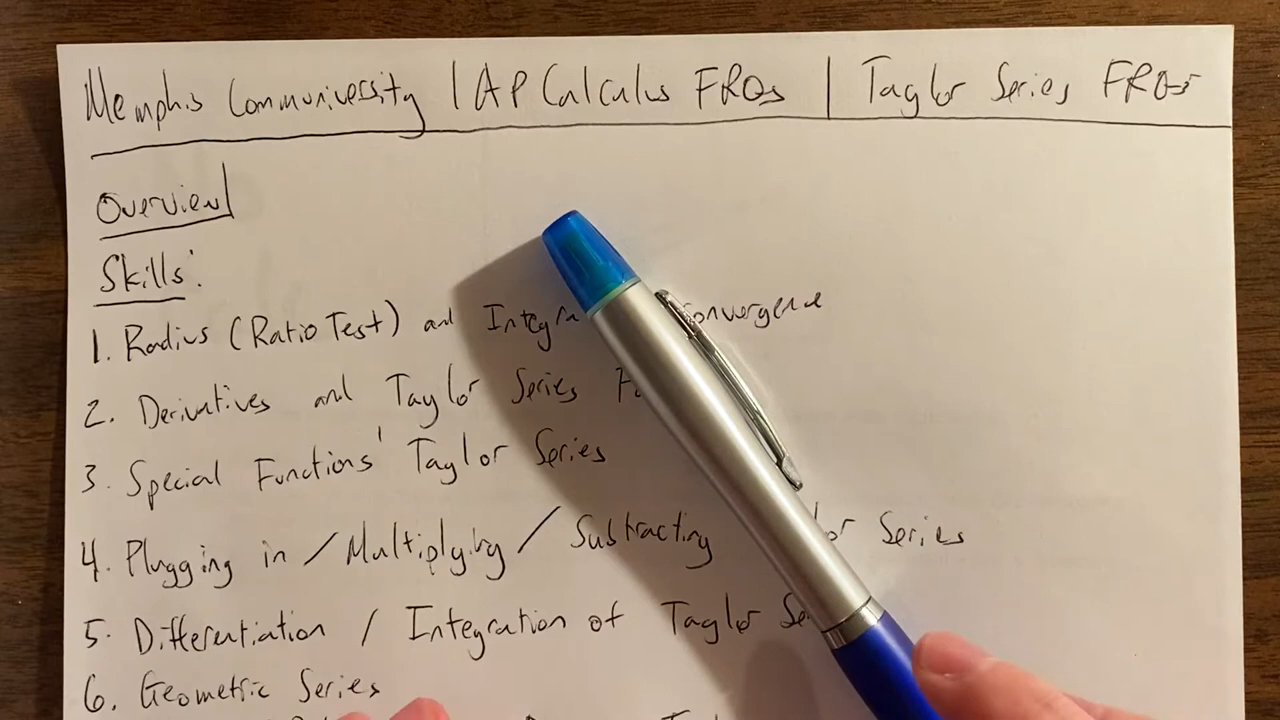 Memphis Communiversity | AP Calculus FRQs | Taylor Series FRQs
Overview
Skills:
1. Radius (Ratio Test) and Convergence
2. Derivatives and Taylor Series
3. Special Functions' Taylor Series
4. Plugging in / Multiplying / Subtracting Series
5. Differentiation / Integration of Taylor
6. Geometric Series